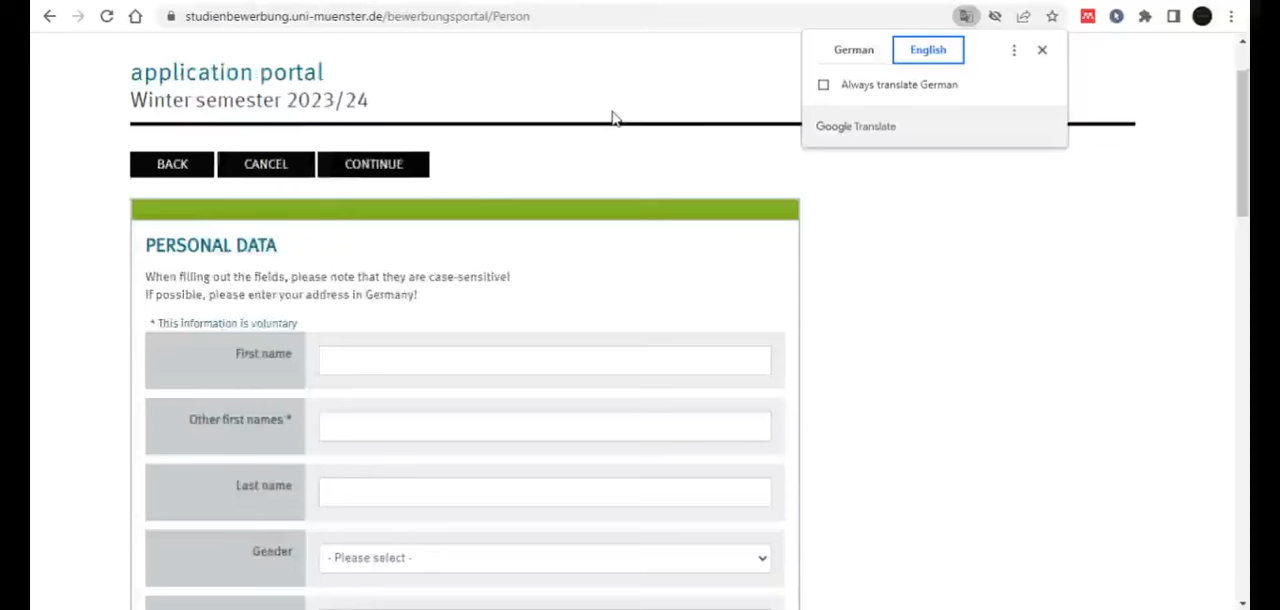 studienbewerbung.uni-muenster.de/bewerbungsportal/Person
German English
Always translate German
Google Translate
application portal
Winter semester 2023/24
BACK CANCEL CONTINUE
PERSONAL DATA
When filling out the fields, please note that they are case-sensitive!
If possible, please enter your address in Germany!
* This information is voluntary
First name
Other first names *
Last name
Gender - Please select -